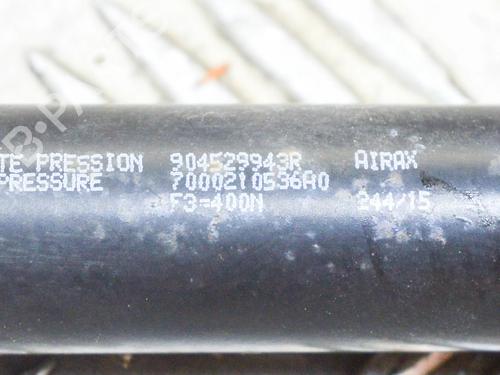 TE PRESSION 904529943R AIRAX
PRESSURE 7000210536A0
F3=400N 244/15